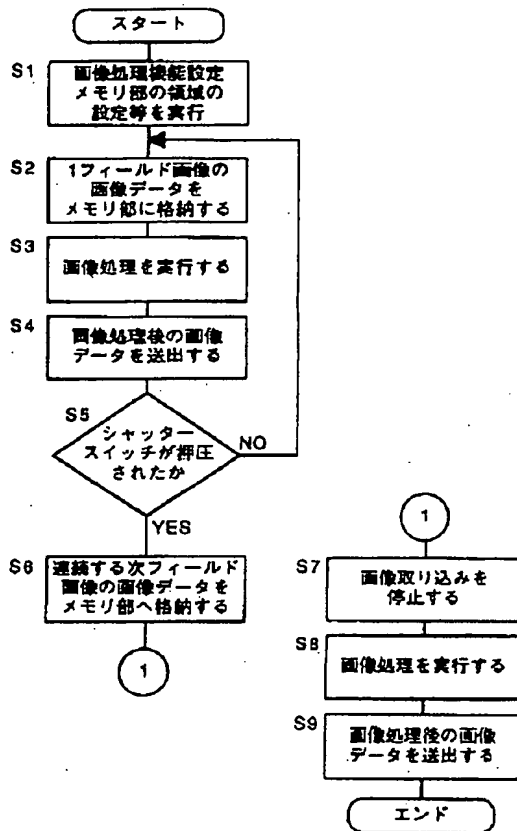 スタート
S1
画像処理機能設定
メモリ部の領域の
設定等を実行
S2
1フィールド画像の
画像データを
メモリ部に格納する
S3
画像処理を実行する
S4
画像処理後の画像
データを送出する
S5
シャッター
スイッチが押圧
されたか
NO
YES
S6
連続する次フィールド
画像の画像データを
メモリ部へ格納する
1
1
S7
画像取り込みを
停止する
S8
画像処理を実行する
S9
画像処理後の画像
データを送出する
エンド